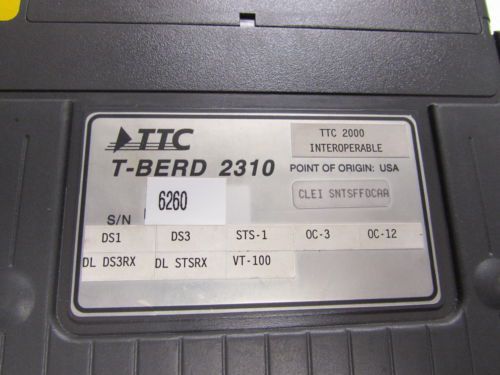 TTC
TTC 2000
INTEROPERABLE
T-BERD 2310
POINT OF ORIGIN: USA
6260
CLEI SNTSFFDCAA
S/N
DS1 DS3 STS-1 OC-3 OC-12 -
DL DS3RX DL STSRX VT-100